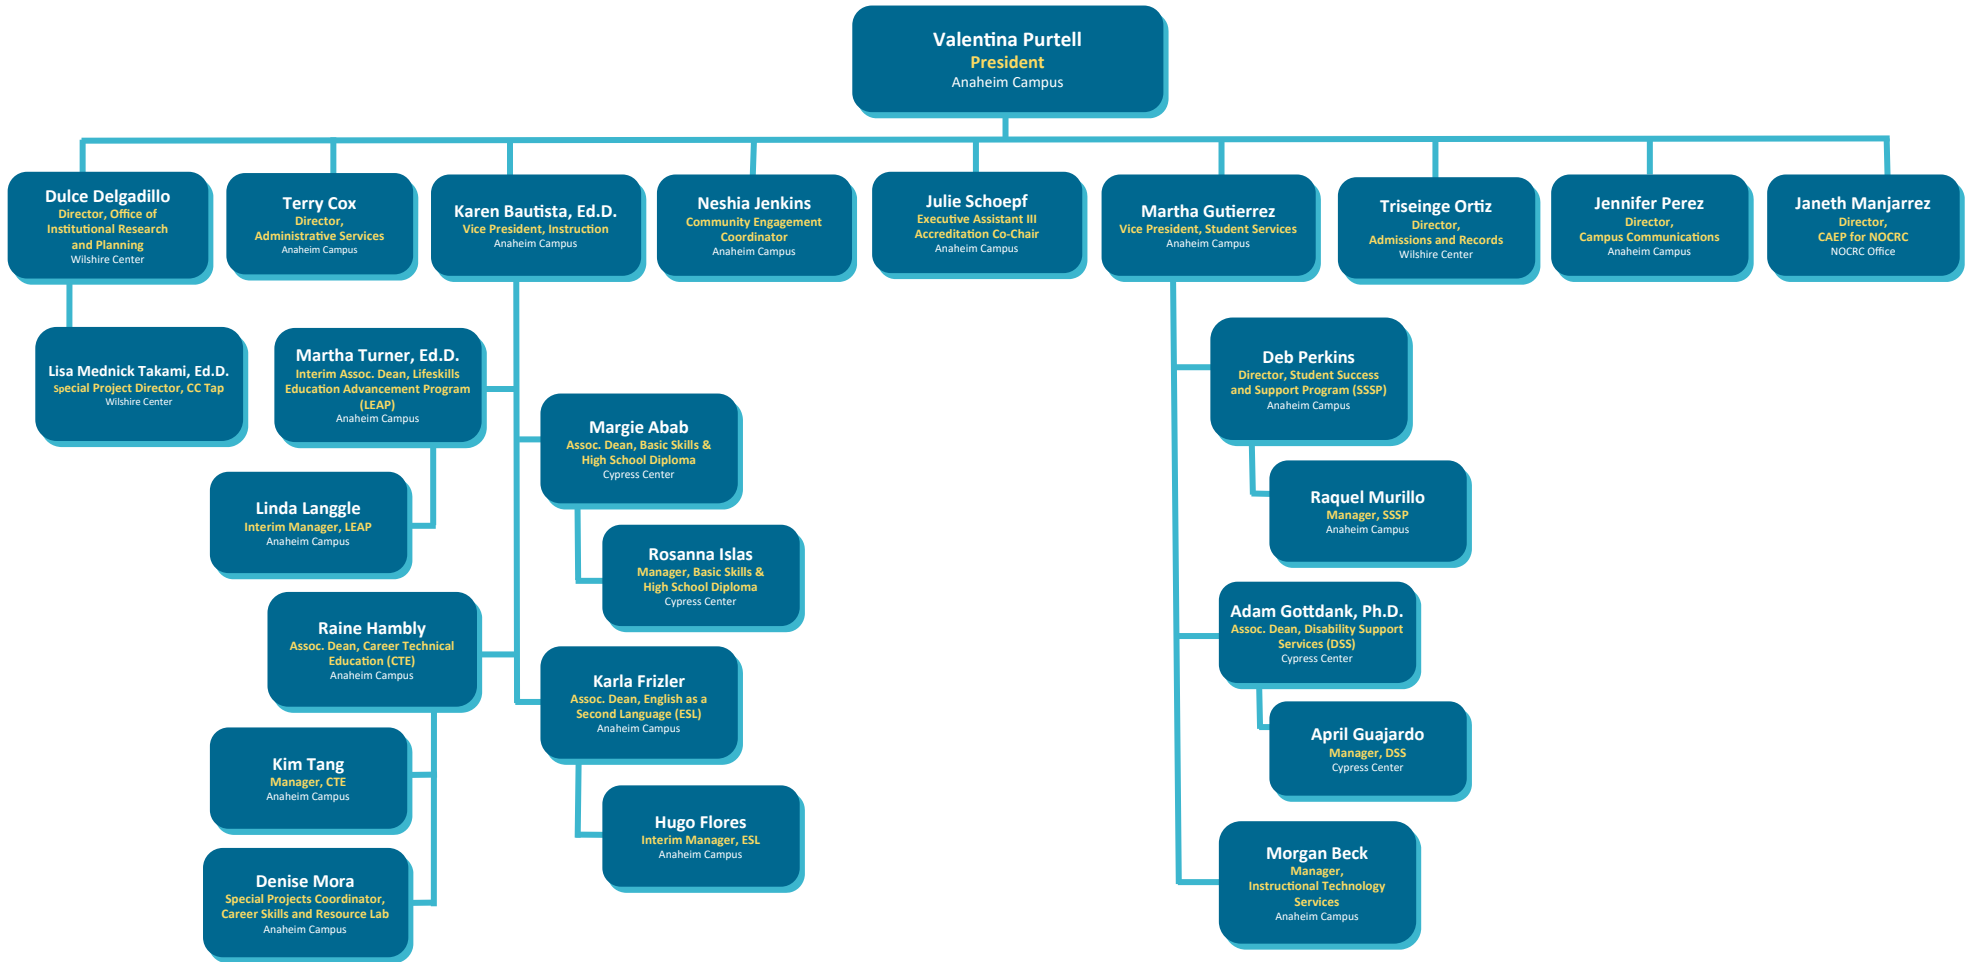 Valentina Purtell
President
Anaheim Campus
Dulce Delgadillo
Director, Office of
Institutional Research
and Planning
Wilshire Center
Terry Cox
Director,
Administrative Services
Anaheim Campus
Karen Bautista, Ed.D.
Vice President, Instruction
Anaheim Campus
Neshia Jenkins
Community Engagement
Coordinator
Anaheim Campus
Julie Schoepf
Executive Assistant III
Accreditation Co-Chair
Anaheim Campus
Martha Gutierrez
Vice President, Student Services
Anaheim Campus
Triseinge Ortiz
Director,
Admissions and Records
Wilshire Center
Jennifer Perez
Director,
Campus Communications
Anaheim Campus
Janeth Manjarrez
Director,
CAEP for NOCRC
NOCRC Office
Lisa Mednick Takami, Ed.D.
Special Project Director, CC Tap
Wilshire Center
Martha Turner, Ed.D.
Interim Assoc. Dean, Lifeskills
Education Advancement Program
(LEAP)
Anaheim Campus
Linda Langgle
Interim Manager, LEAP
Anaheim Campus
Margie Abab
Assoc. Dean, Basic Skills &
High School Diploma
Cypress Center
Rosanna Islas
Manager, Basic Skills &
High School Diploma
Cypress Center
Raine Hambly
Assoc. Dean, Career Technical
Education (CTE)
Anaheim Campus
Kim Tang
Manager, CTE
Anaheim Campus
Denise Mora
Special Projects Coordinator,
Career Skills and Resource Lab
Anaheim Campus
Karla Frizler
Assoc. Dean, English as a
Second Language (ESL)
Anaheim Campus
Hugo Flores
Interim Manager, ESL
Anaheim Campus
Deb Perkins
Director, Student Success
and Support Program (SSSP)
Anaheim Campus
Raquel Murillo
Manager, SSSP
Anaheim Campus
Adam Gottdank, Ph.D.
Assoc. Dean, Disability Support
Services (DSS)
Cypress Center
April Guajardo
Manager, DSS
Cypress Center
Morgan Beck
Manager,
Instructional Technology
Services
Anaheim Campus